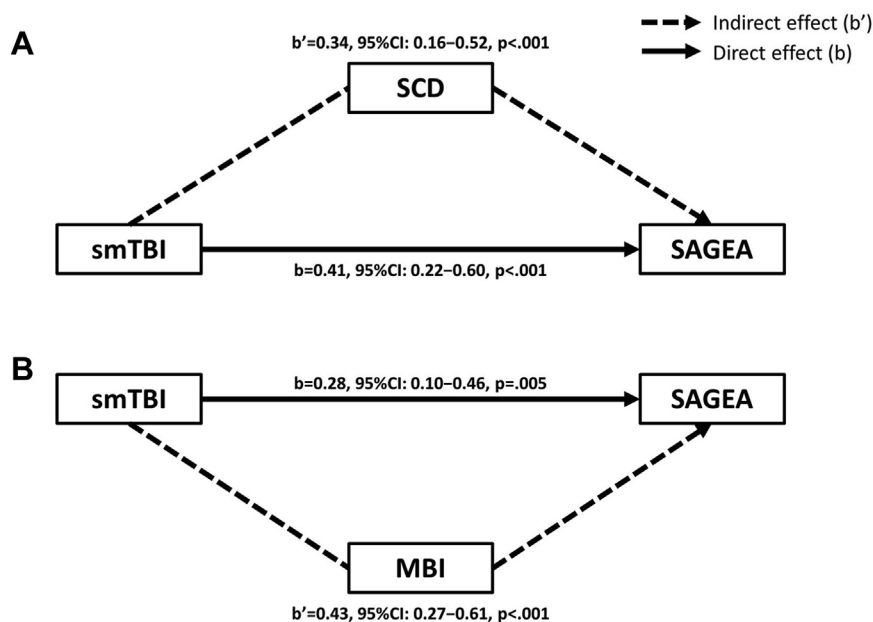 Indirect effect (b’)
Direct effect (b)
A
b’=0.34, 95%CI: 0.16–0.52, p<.001
SCD
smTBI
SAGEA
b=0.41, 95%CI: 0.22–0.60, p<.001
B
smTBI
b=0.28, 95%CI: 0.10–0.46, p=.005
SAGEA
MBI
b’=0.43, 95%CI: 0.27–0.61, p<.001